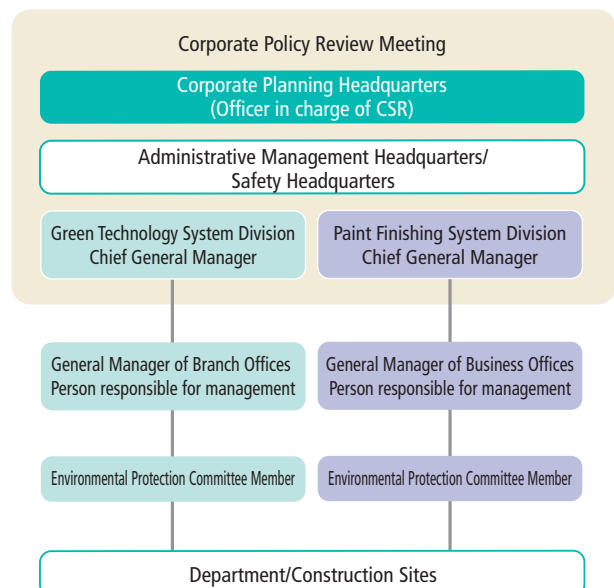 Corporate Policy Review Meeting
Corporate Planning Headquarters
(Officer in charge of CSR)
Administrative Management Headquarters/
Safety Headquarters
Green Technology System Division
Chief General Manager
Paint Finishing System Division
Chief General Manager
General Manager of Branch Offices
Person responsible for management
General Manager of Business Offices
Person responsible for management
Environmental Protection Committee Member
Environmental Protection Committee Member
Department/Construction Sites